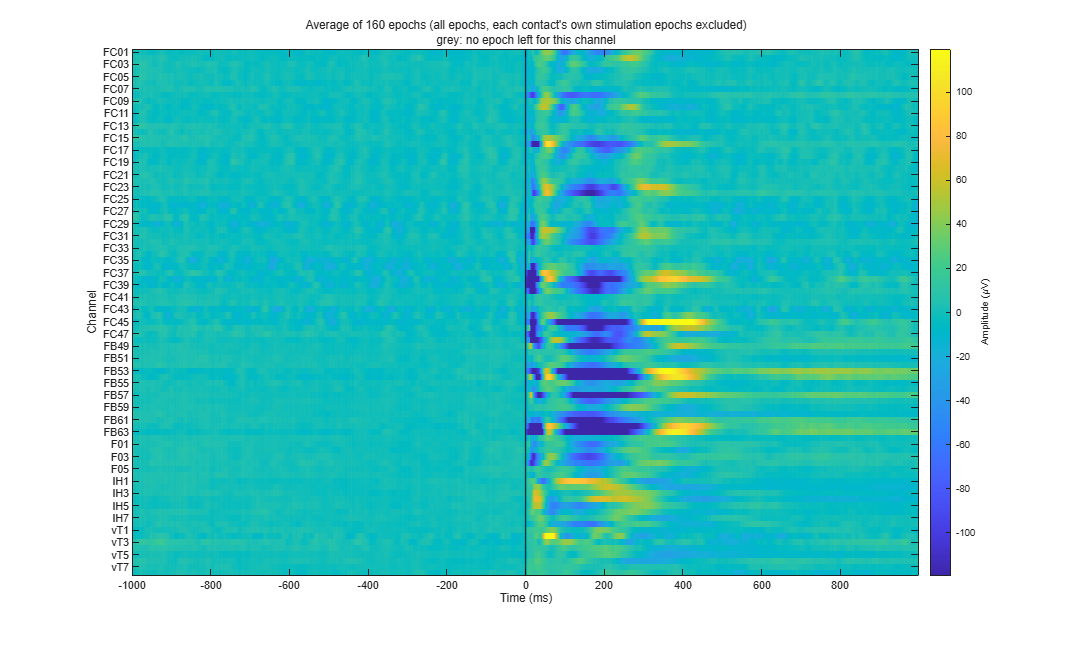 Average of 160 epochs (all epochs, each contact's own stimulation epochs excluded)
grey: no epoch left for this channel
FC01
FC03
FC05
FC07
FC09
FC11
FC13
FC15
FC17
FC19
FC21
FC23
FC25
FC27
FC29
FC31
FC33
FC35
FC37
FC39
FC41
FC43
FC45
FC47
FB49
FB51
FB53
FB55
FB57
FB59
FB61
FB63
F01
F03
F05
IH1
IH3
IH5
IH7
vT1
vT3
vT5
vT7
Channel
-1000
-800
-600
-400
-200
0
200
400
600
800
Time (ms)
100
80
60
40
20
0
-20
-40
-60
-80
-100
Amplitude (µV)